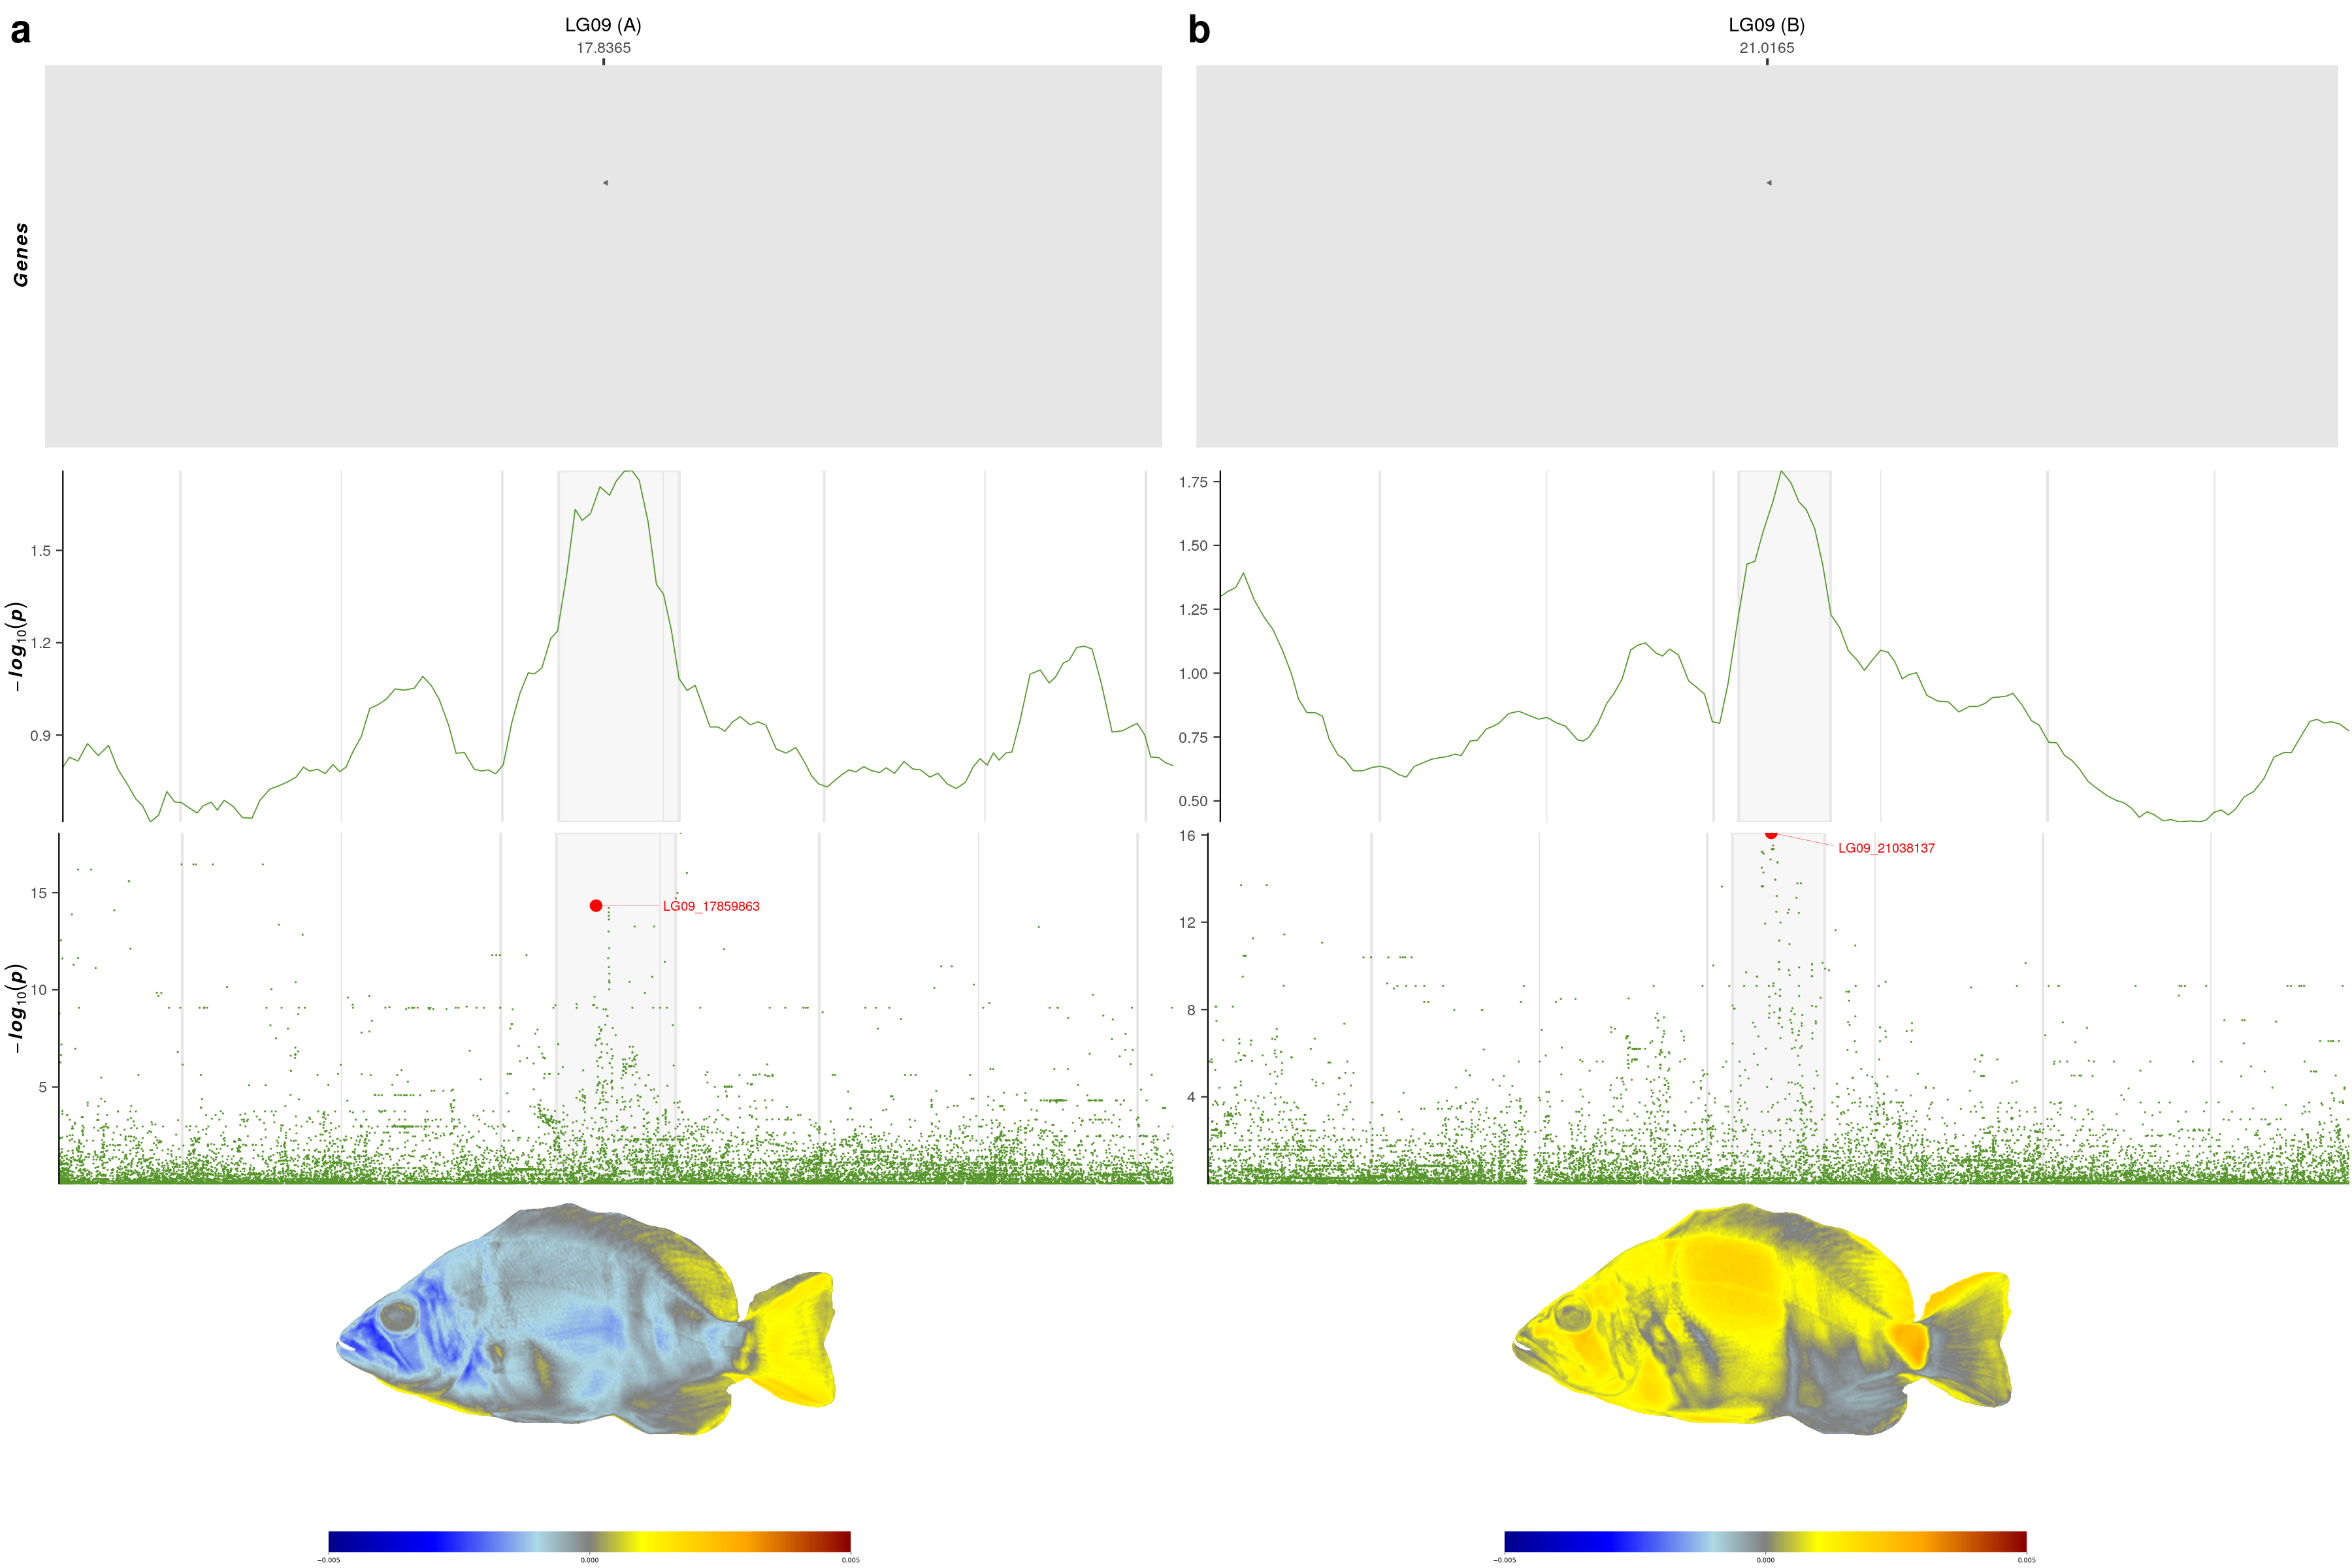 a
LG09 (A)
17.8365
b
LG09 (B)
21.0165
Genes
−log10(p)
1.5
1.2
0.9
1.75
1.50
1.25
1.00
0.75
0.50
−log10(p)
15
10
5
LG09_17859863
16
12
8
4
LG09_21038137
−0.005
0.000
0.005
−0.005
0.000
0.005